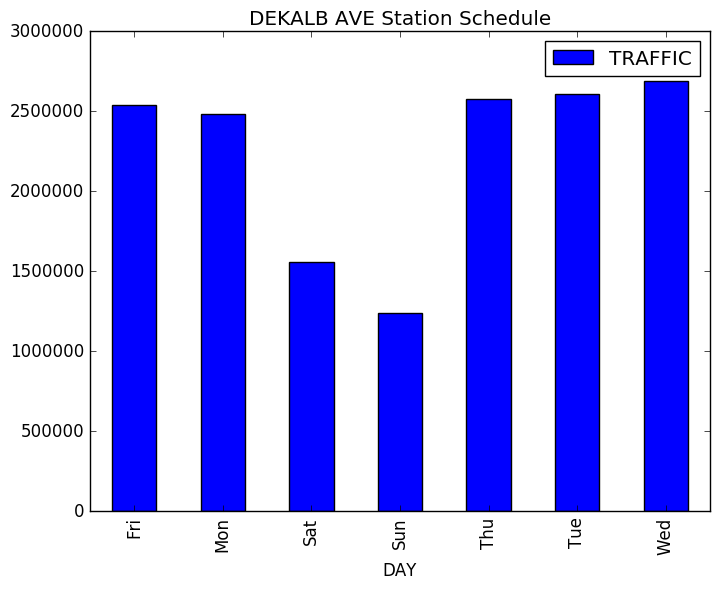 DEKALB AVE Station Schedule
TRAFFIC
3000000
2500000
2000000
1500000
1000000
500000
0
Fri
Mon
Sat
Sun
Thu
Tue
Wed
DAY